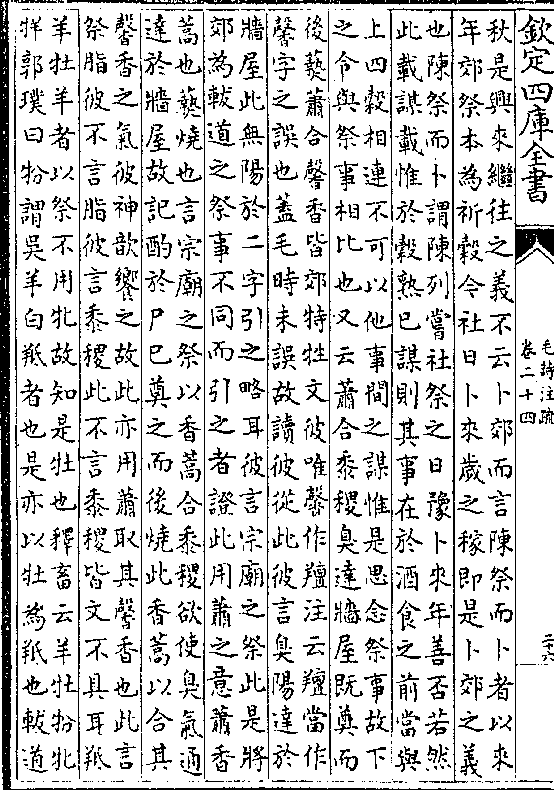 欽定四庫全書
毛詩注疏
卷二十四
二十六
秋是興來繼往之義不云卜郊而言陳祭而卜者以來
年郊祭本為祈穀今社日卜來歲之稼即是卜郊之義
也陳祭而卜謂陳列嘗社祭之日豫卜來年善否若然
此載謀載惟於穀熟已謀則其事在於酒食之前當與
上四穀相連不可以他事間之謀惟是思念祭事故下
之令與祭事相比也又云蕭合黍稷臭達牆屋既奠而
後爇蕭合馨香皆郊特牲文彼唯馨作羶注云羶當作
馨字之誤也蓋毛時未誤故讀彼從此彼言臭陽達於
牆屋此無陽於二字引之略耳彼言宗廟之祭此是將
郊為軷道之祭事不同而引之者證此用蕭之意蕭香
蒿也爇燒也言宗廟之祭以香蒿合黍稷欲使臭氣通
達於牆屋故記酌於尸已奠之而後燒此香蒿以合其
馨香之氣使神歆饗之故此亦用蕭取其馨香也此言
祭脂彼不言脂彼言黍稷此不言黍稷皆文不具耳羝
羊牡羊者以祭不用牝故知是牡也釋畜云羊牡羒牝
牂郭璞曰羒謂吳羊白羝者也是亦以牡為羝也軷道